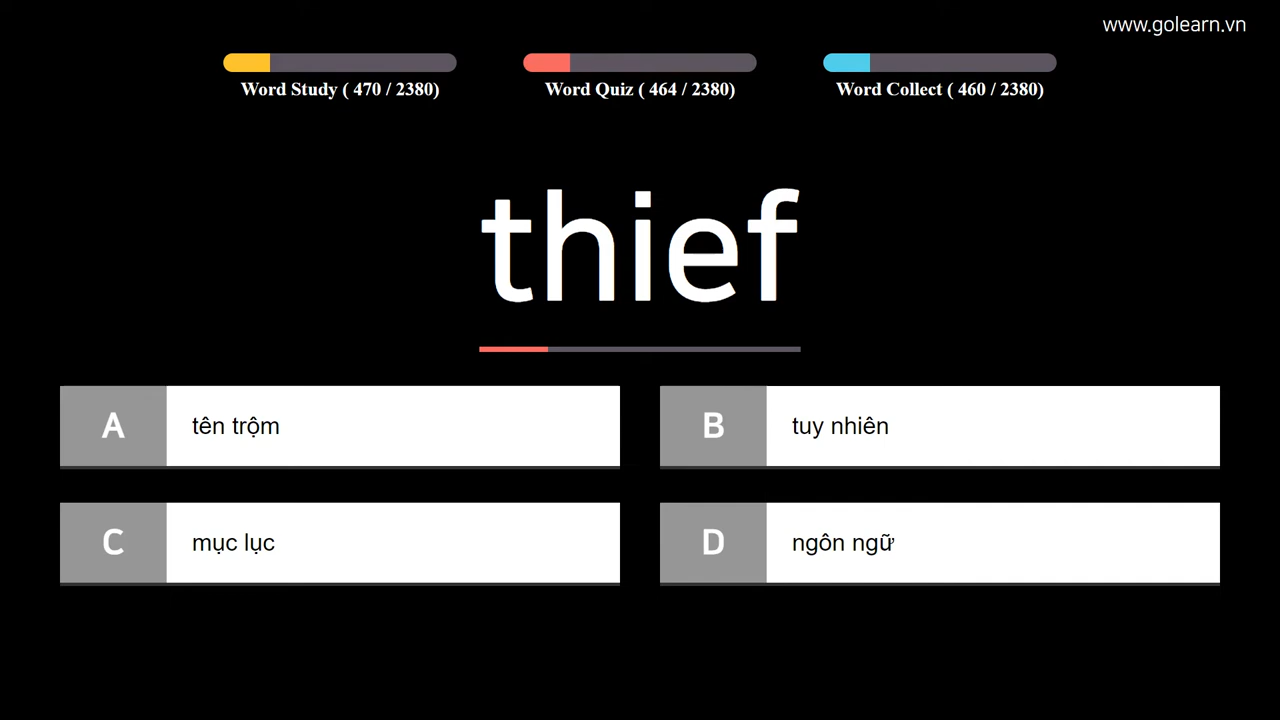 www.golearn.vn
Word Study ( 470 / 2380)
Word Quiz ( 464 / 2380)
Word Collect ( 460 / 2380)
thief
A tên trộm
B tuy nhiên
C mục lục
D ngôn ngữ